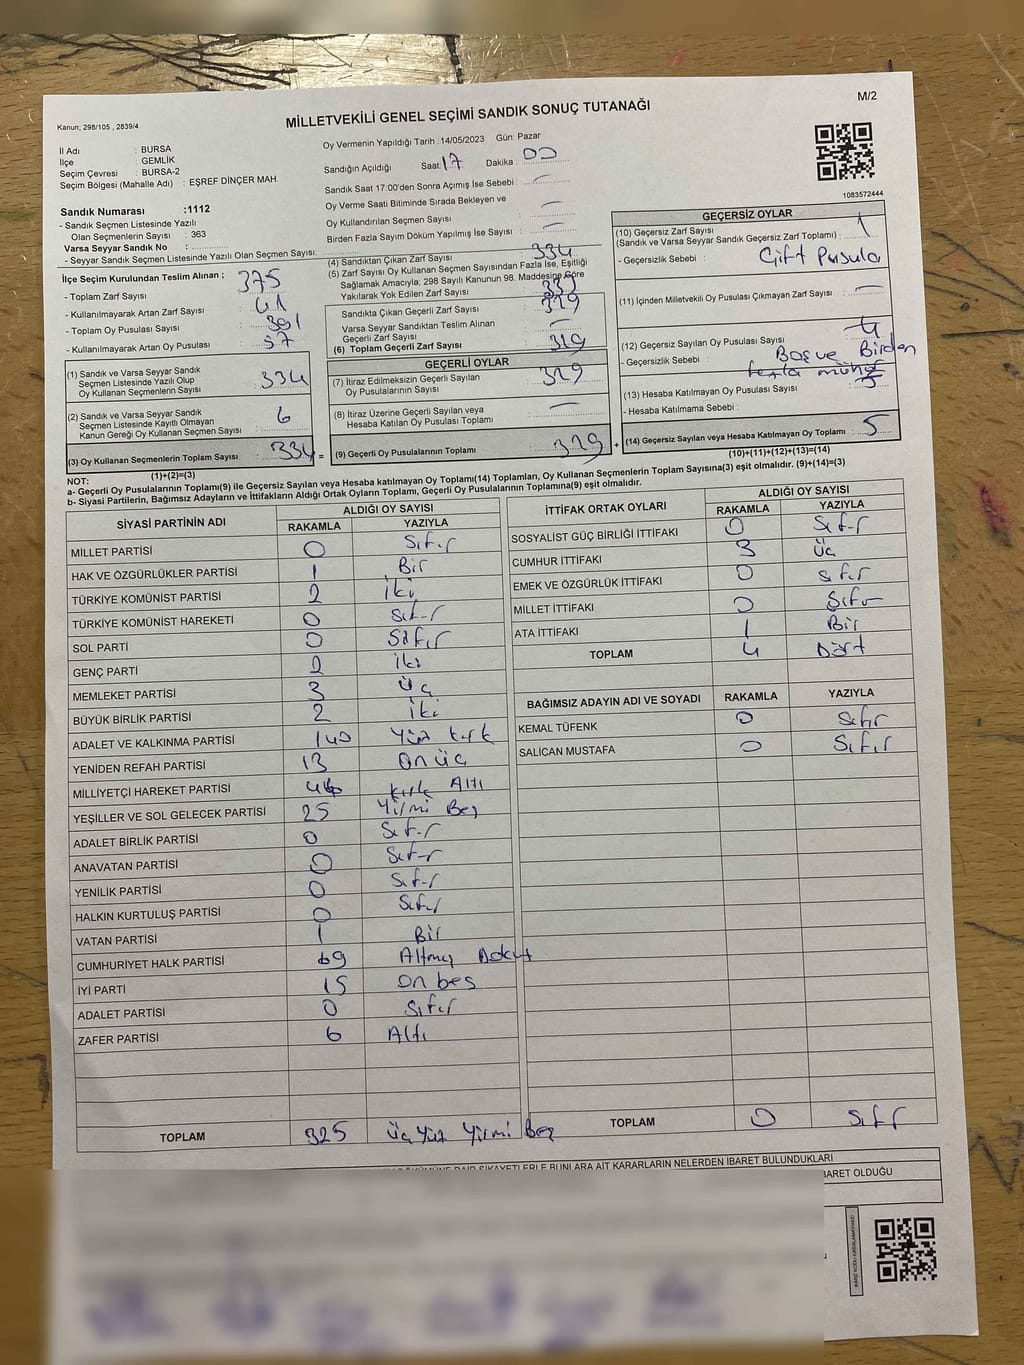 M/2
Kanun; 298/105 , 2839/4
MİLLETVEKİLİ GENEL SEÇİMİ SANDIK SONUÇ TUTANAĞI
İl Adı : BURSA
İlçe : GEMLİK
Seçim Çevresi : BURSA-2
Seçim Bölgesi (Mahalle Adı) : EŞREF DİNÇER MAH.
Sandık Numarası :1112
- Sandık Seçmen Listesinde Yazılı
Olan Seçmenlerin Sayısı : 363
Varsa Seyyar Sandık No :
- Seyyar Sandık Seçmen Listesinde Yazılı Olan Seçmen Sayısı:
Oy Vermenin Yapıldığı Tarih :14/05/2023 Gün: Pazar
Sandığın Açıldığı Saat: 17 Dakika : 00
Sandık Saat 17:00'den Sonra Açımış İse Sebebi : —
Oy Verme Saati Bitiminde Sırada Bekleyen ve
Oy Kullandırılan Seçmen Sayısı : —
Birden Fazla Sayım Döküm Yapılmış İse Sayısı : —
1083572444
İlçe Seçim Kurulundan Teslim Alınan ;
- Toplam Zarf Sayısı : 375
- Kullanılmayarak Artan Zarf Sayısı : 41
- Toplam Oy Pusulası Sayısı : 391
- Kullanılmayarak Artan Oy Pusulası : 57
(1) Sandık ve Varsa Seyyar Sandık
Seçmen Listesinde Yazılı Olup
Oy Kullanan Seçmenlerin Sayısı : 334
(2) Sandık ve Varsa Seyyar Sandık
Seçmen Listesinde Kayıtlı Olmayan
Kanun Gereği Oy Kullanan Seçmen Sayısı : 6
(3) Oy Kullanan Seçmenlerin Toplam Sayısı : 334 =
(1)+(2)=(3)
(4) Sandıktan Çıkan Zarf Sayısı : 334
(5) Zarf Sayısı Oy Kullanan Seçmen Sayısından Fazla İse, Eşitliği
Sağlamak Amacıyla; 298 Sayılı Kanunun 98. Maddesine Göre
Yakılarak Yok Edilen Zarf Sayısı :
Sandıkta Çıkan Geçerli Zarf Sayısı : 329
Varsa Seyyar Sandıktan Teslim Alınan
Geçerli Zarf Sayısı : —
(6) Toplam Geçerli Zarf Sayısı : 329
GEÇERLİ OYLAR
(7) İtiraz Edilmeksizin Geçerli Sayılan
Oy Pusulalarının Sayısı : 329
(8) İtiraz Üzerine Geçerli Sayılan veya
Hesaba Katılan Oy Pusulası Toplamı : —
(9) Geçerli Oy Pusulalarının Toplamı : 329 +
GEÇERSİZ OYLAR
(10) Geçersiz Zarf Sayısı
(Sandık ve Varsa Seyyar Sandık Geçersiz Zarf Toplamı) : 1
- Geçersizlik Sebebi : Çift Pusula
(11) İçinden Milletvekili Oy Pusulası Çıkmayan Zarf Sayısı : —
(12) Geçersiz Sayılan Oy Pusulası Sayısı : 4
- Geçersizlik Sebebi : Boş ve Birden
fazla mühür
(13) Hesaba Katılmayan Oy Pusulası Sayısı :
- Hesaba Katılmama Sebebi :
(14) Geçersiz Sayılan veya Hesaba Katılmayan Oy Toplamı : 5
(10)+(11)+(12)+(13)=(14)
NOT:
a- Geçerli Oy Pusulalarının Toplamı(9) ile Geçersiz Sayılan veya Hesaba katılmayan Oy Toplamı(14) Toplamları, Oy Kullanan Seçmenlerin Toplam Sayısına(3) eşit olmalıdır. (9)+(14)=(3)
b- Siyasi Partilerin, Bağımsız Adayların ve İttifakların Aldığı Ortak Oyların Toplamı, Geçerli Oy Pusulalarının Toplamına(9) eşit olmalıdır.
SİYASİ PARTİNİN ADI ALDIĞI OY SAYISI
RAKAMLA YAZIYLA
MİLLET PARTİSİ 0 Sıfır
HAK VE ÖZGÜRLÜKLER PARTİSİ 1 Bir
TÜRKİYE KOMÜNİST PARTİSİ 2 İki
TÜRKİYE KOMÜNİST HAREKETİ 0 Sıfır
SOL PARTİ 0 Sıfır
GENÇ PARTİ 2 İki
MEMLEKET PARTİSİ 3 Üç
BÜYÜK BİRLİK PARTİSİ 2 İki
ADALET VE KALKINMA PARTİSİ 140 Yüz kırk
YENİDEN REFAH PARTİSİ 13 On üç
MİLLİYETÇİ HAREKET PARTİSİ 46 kırk Altı
YEŞİLLER VE SOL GELECEK PARTİSİ 25 Yirmi Beş
ADALET BİRLİK PARTİSİ 0 Sıfır
ANAVATAN PARTİSİ 0 Sıfır
YENİLİK PARTİSİ 0 Sıfır
HALKIN KURTULUŞ PARTİSİ 0 Sıfır
VATAN PARTİSİ 1 Bir
CUMHURİYET HALK PARTİSİ 69 Altmış Dokuz
İYİ PARTİ 15 On beş
ADALET PARTİSİ 0 Sıfır
ZAFER PARTİSİ 6 Altı
TOPLAM 325 Üç Yüz Yirmi Beş
İTTİFAK ORTAK OYLARI ALDIĞI OY SAYISI
RAKAMLA YAZIYLA
SOSYALİST GÜÇ BİRLİĞİ İTTİFAKI 0 Sıfır
CUMHUR İTTİFAKI 3 Üç
EMEK VE ÖZGÜRLÜK İTTİFAKI 0 Sıfır
MİLLET İTTİFAKI 0 Sıfır
ATA İTTİFAKI 1 Bir
TOPLAM 4 Dört
BAĞIMSIZ ADAYIN ADI VE SOYADI RAKAMLA YAZIYLA
KEMAL TÜFENK 0 Sıfır
SALİCAN MUSTAFA 0 Sıfır
TOPLAM 0 Sıfır
DAİR ŞİKAYETLERLE BUNLARA AİT KARARLARIN NELERDEN İBARET BULUNDUKLARI
BARET OLDUĞU